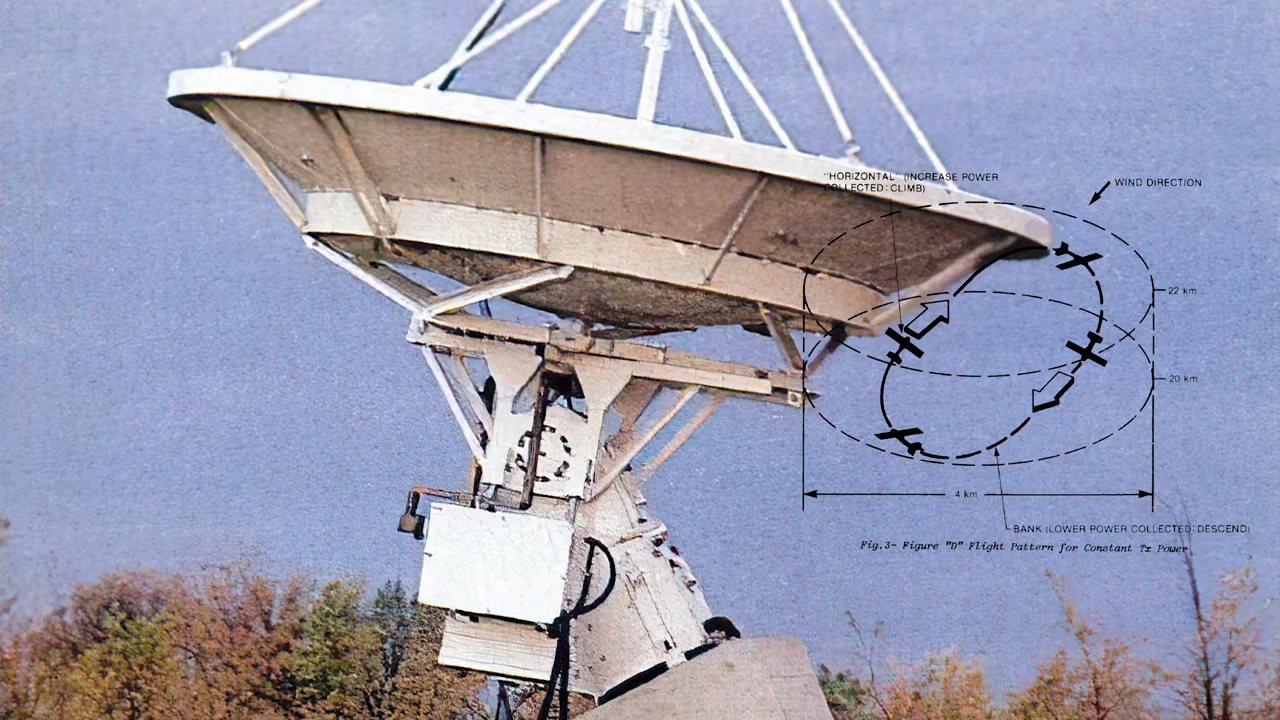 "HORIZONTAL" (INCREASE POWER
COLLECTED: CLIMB)
WIND DIRECTION
22 km
20 km
4 km
BANK (LOWER POWER COLLECTED: DESCEND)
Fig.3- Figure "D" Flight Pattern for Constant Tx Power